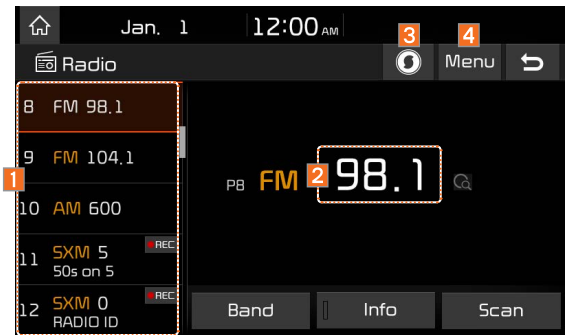 Jan. 1 12:00 AM
3 4
Radio Menu
8 FM 98.1
9 FM 104.1
1
10 AM 600
11 SXM 5 REC
50s on 5
12 SXM 0 REC
RADIO ID
P8 FM 2 98.1
Band Info Scan